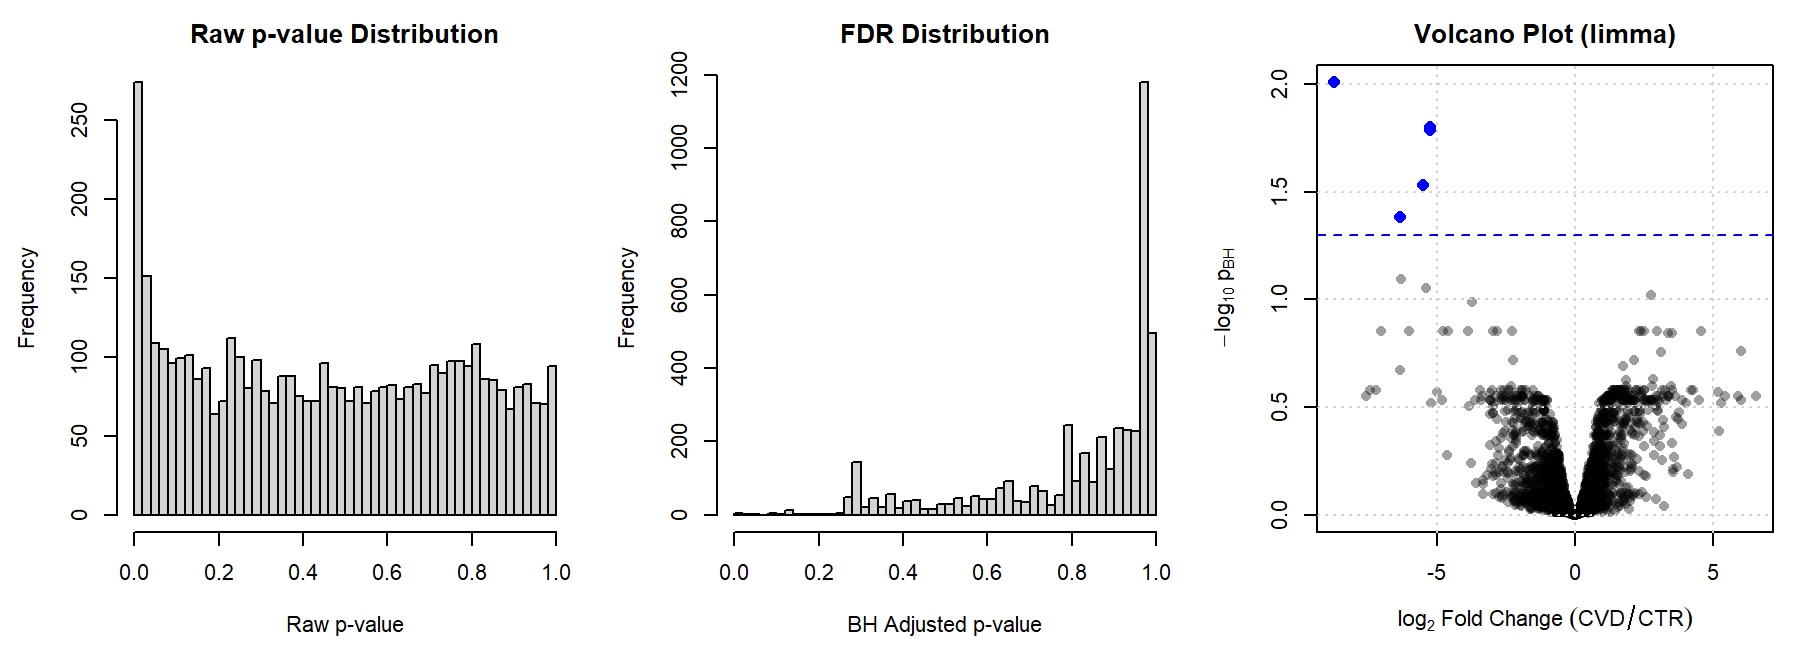 Raw p-value Distribution
Frequency
250
200
150
100
50
0
0.0 0.2 0.4 0.6 0.8 1.0
Raw p-value
FDR Distribution
Frequency
1200
1000
800
600
400
200
0
0.0 0.2 0.4 0.6 0.8 1.0
BH Adjusted p-value
Volcano Plot (limma)
−log10 pBH
2.0
1.5
1.0
0.5
0.0
-5 0 5
log2 Fold Change (CVD/CTR)